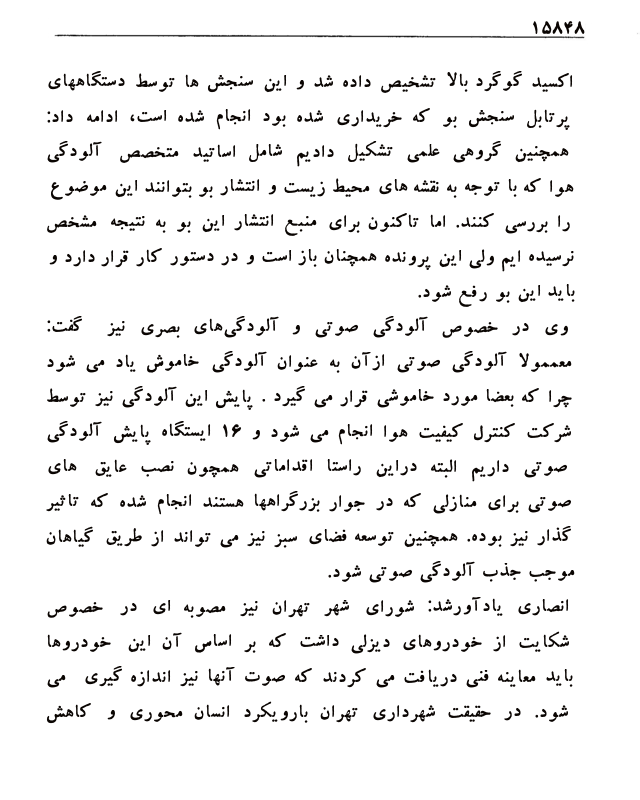 ۱۵۸۴۸
اکسید گوگرد بالا تشخیص داده شد و این سنجش ها توسط دستگاههای
پرتابل سنجش بو که خریداری شده بود انجام شده است، ادامه داد:
همچنین گروهی علمی تشکیل دادیم شامل اساتید متخصص آلودگی
هوا که با توجه به نقشه های محیط زیست و انتشار بو بتوانند این موضوع
را بررسی کنند. اما تاکنون برای منبع انتشار این بو به نتیجه مشخص
نرسیده ایم ولی این پرونده همچنان باز است و در دستور کار قرار دارد و
باید این بو رفع شود.
وی در خصوص آلودگی صوتی و آلودگی‌های بصری نیز گفت:
معممولا آلودگی صوتی ازآن به عنوان آلودگی خاموش یاد می شود
چرا که بعضا مورد خاموشی قرار می گیرد . پایش این آلودگی نیز توسط
شرکت کنترل کیفیت هوا انجام می شود و ۱۶ ایستگاه پایش آلودگی
صوتی داریم البته دراین راستا اقداماتی همچون نصب عایق های
صوتی برای منازلی که در جوار بزرگراهها هستند انجام شده که تاثیر
گذار نیز بوده. همچنین توسعه فضای سبز نیز می تواند از طریق گیاهان
موجب جذب آلودگی صوتی شود.
انصاری یادآورشد: شورای شهر تهران نیز مصوبه ای در خصوص
شکایت از خودروهای دیزلی داشت که بر اساس آن این خودروها
باید معاینه فنی دریافت می کردند که صوت آنها نیز اندازه گیری می
شود. در حقیقت شهرداری تهران بارویکرد انسان محوری و کاهش